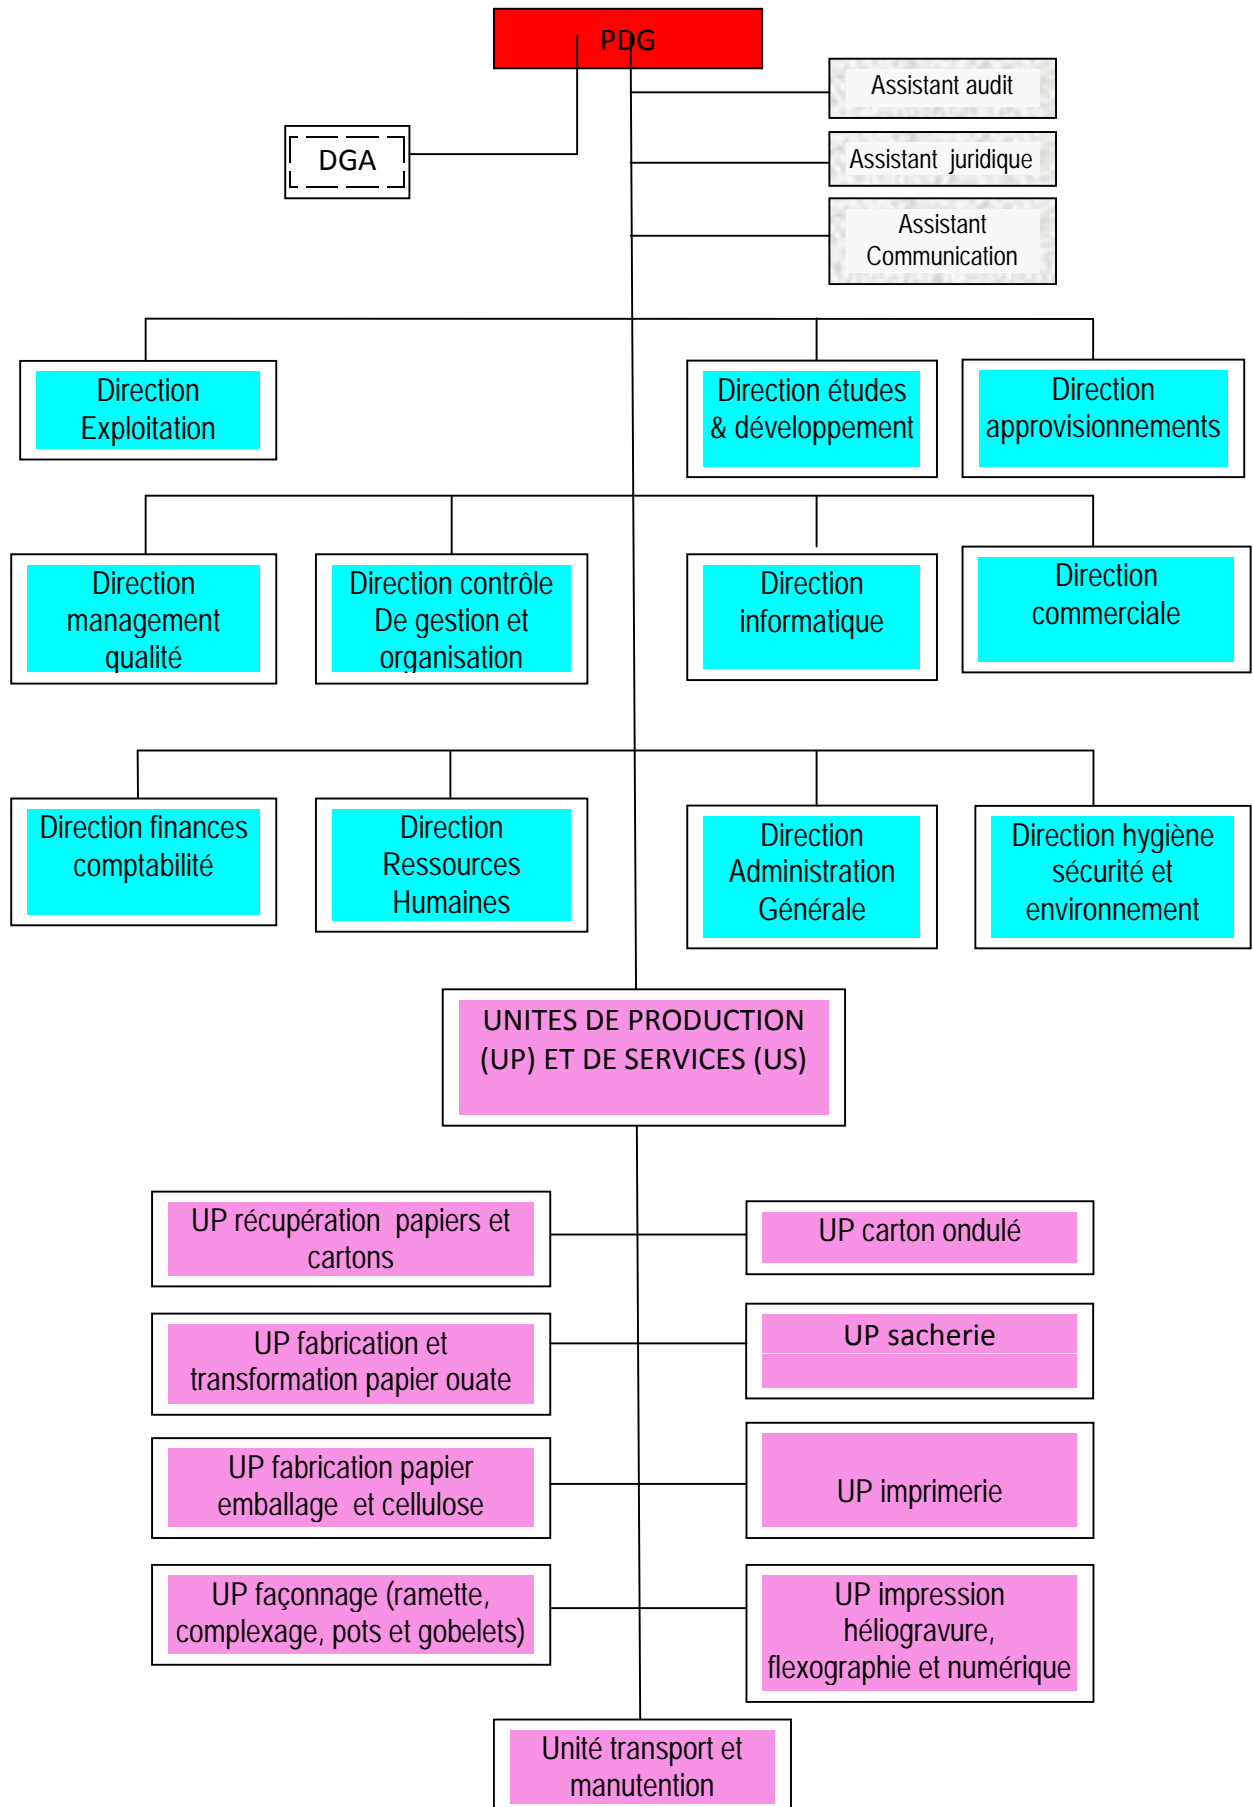 PDG
Assistant audit
DGA
Assistant juridique
Assistant
Communication
Direction
Exploitation
Direction études
& développement
Direction
approvisionnements
Direction
management
qualité
Direction contrôle
De gestion et
organisation
Direction
informatique
Direction
commerciale
Direction finances
comptabilité
Direction
Ressources
Humaines
Direction
Administration
Générale
Direction hygiène
sécurité et
environnement
UNITES DE PRODUCTION
(UP) ET DE SERVICES (US)
UP récupération papiers et
cartons
UP carton ondulé
UP fabrication et
transformation papier ouate
UP sacherie
UP fabrication papier
emballage et cellulose
UP imprimerie
UP façonnage (ramette,
complexage, pots et gobelets)
UP impression
héliogravure,
flexographie et numérique
Unité transport et
manutention